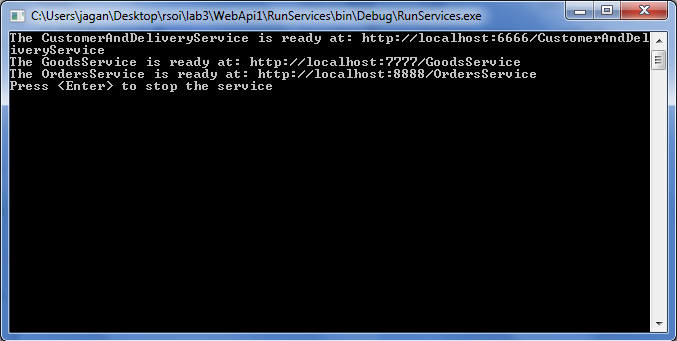 C:\Users\jagan\Desktop\rsoi\lab3\WebApi1\RunServices\bin\Debug\RunServices.exe
The CustomerAndDeliveryService is ready at: http://localhost:6666/CustomerAndDel
iveryService
The GoodsService is ready at: http://localhost:7777/GoodsService
The OrdersService is ready at: http://localhost:8888/OrdersService
Press <Enter> to stop the service